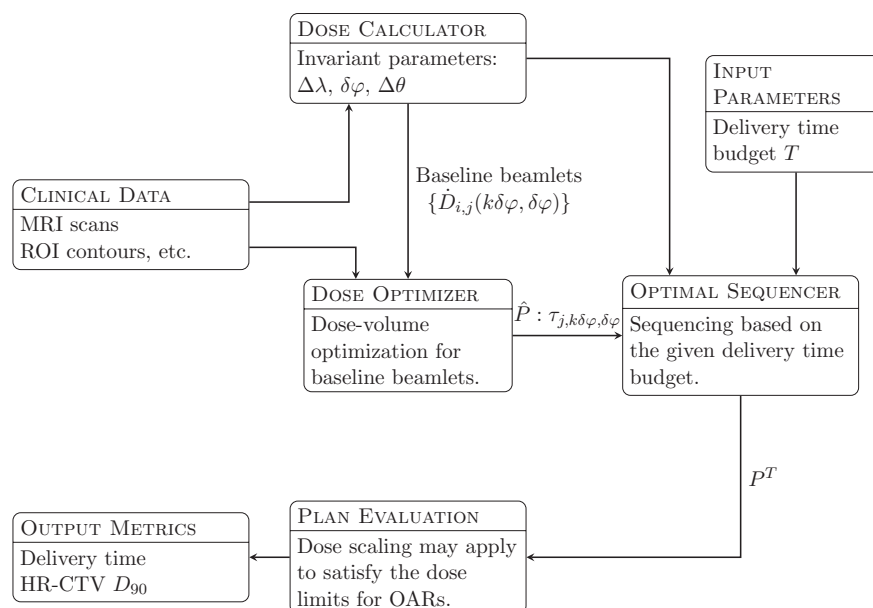 DOSE CALCULATOR
Invariant parameters:
Δλ, δφ, Δθ
INPUT
PARAMETERS
Delivery time
budget T
Baseline beamlets
{Ḋ_{i,j}(kδφ, δφ)}
CLINICAL DATA
MRI scans
ROI contours, etc.
DOSE OPTIMIZER
Dose-volume
optimization for
baseline beamlets.
P̂ : τ_{j,kδφ,δφ}
OPTIMAL SEQUENCER
Sequencing based on
the given delivery time
budget.
P^T
OUTPUT METRICS
Delivery time
HR-CTV D_{90}
PLAN EVALUATION
Dose scaling may apply
to satisfy the dose
limits for OARs.